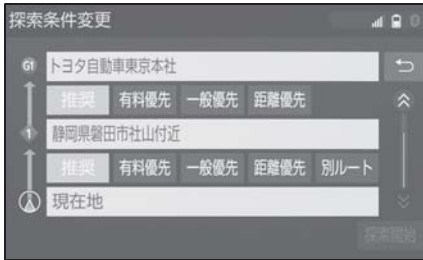 探索条件変更
G1 トヨタ自動車東京本社
推奨 有料優先 一般優先 距離優先
1 静岡県磐田市社山付近
推奨 有料優先 一般優先 距離優先 別ルート
現在地
探索開始